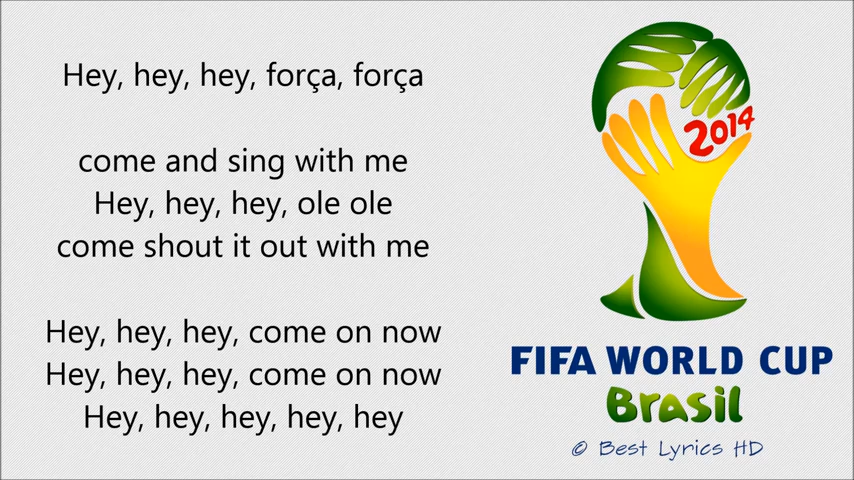 Hey, hey, hey, força, força
come and sing with me
Hey, hey, hey, ole ole
come shout it out with me
Hey, hey, hey, come on now
Hey, hey, hey, come on now
Hey, hey, hey, hey, hey
2014
FIFA WORLD CUP
Brasil
© Best Lyrics HD